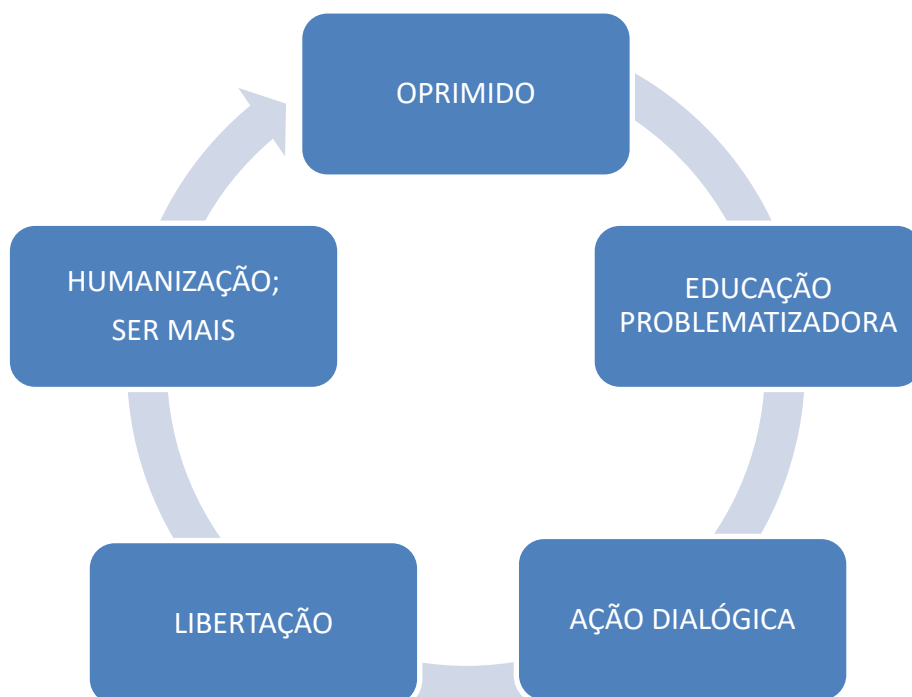 OPRIMIDO
EDUCAÇÃO
PROBLEMATIZADORA
AÇÃO DIALÓGICA
LIBERTAÇÃO
HUMANIZAÇÃO;
SER MAIS